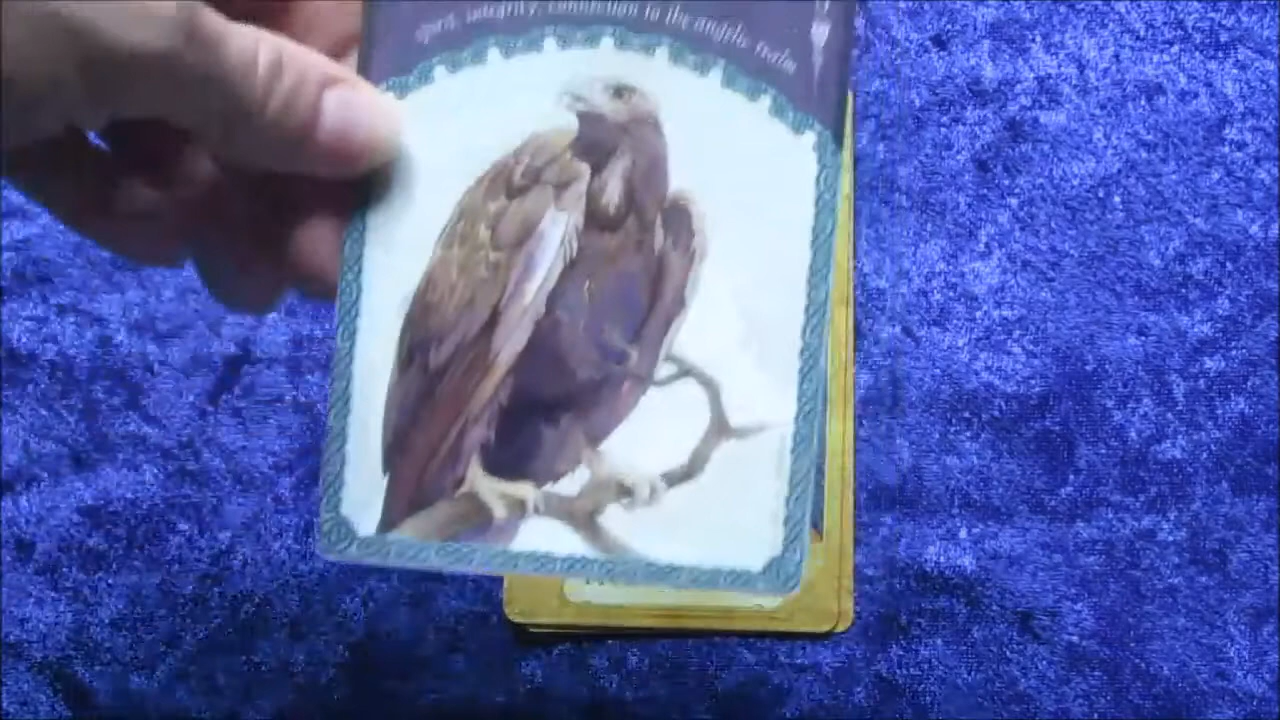 spirit, integrity, connection to the angelic realm